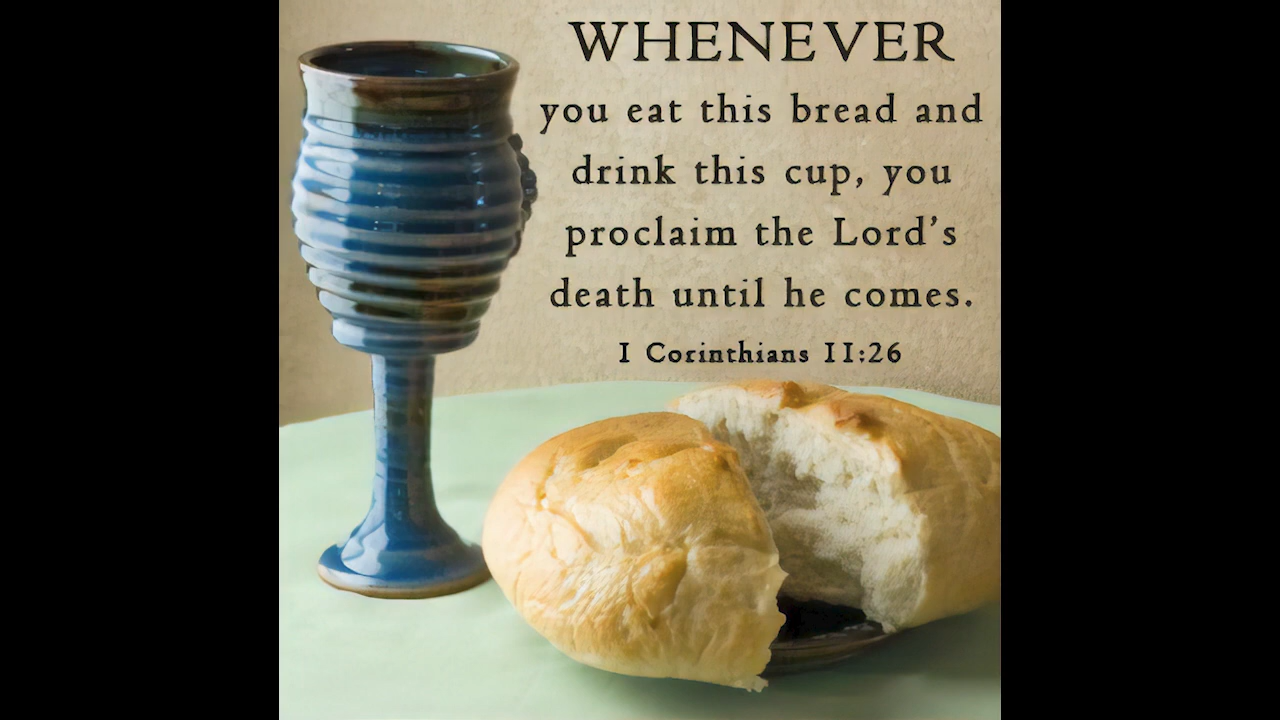 WHENEVER
you eat this bread and
drink this cup, you
proclaim the Lord's
death until he comes.
1 Corinthians 11:26